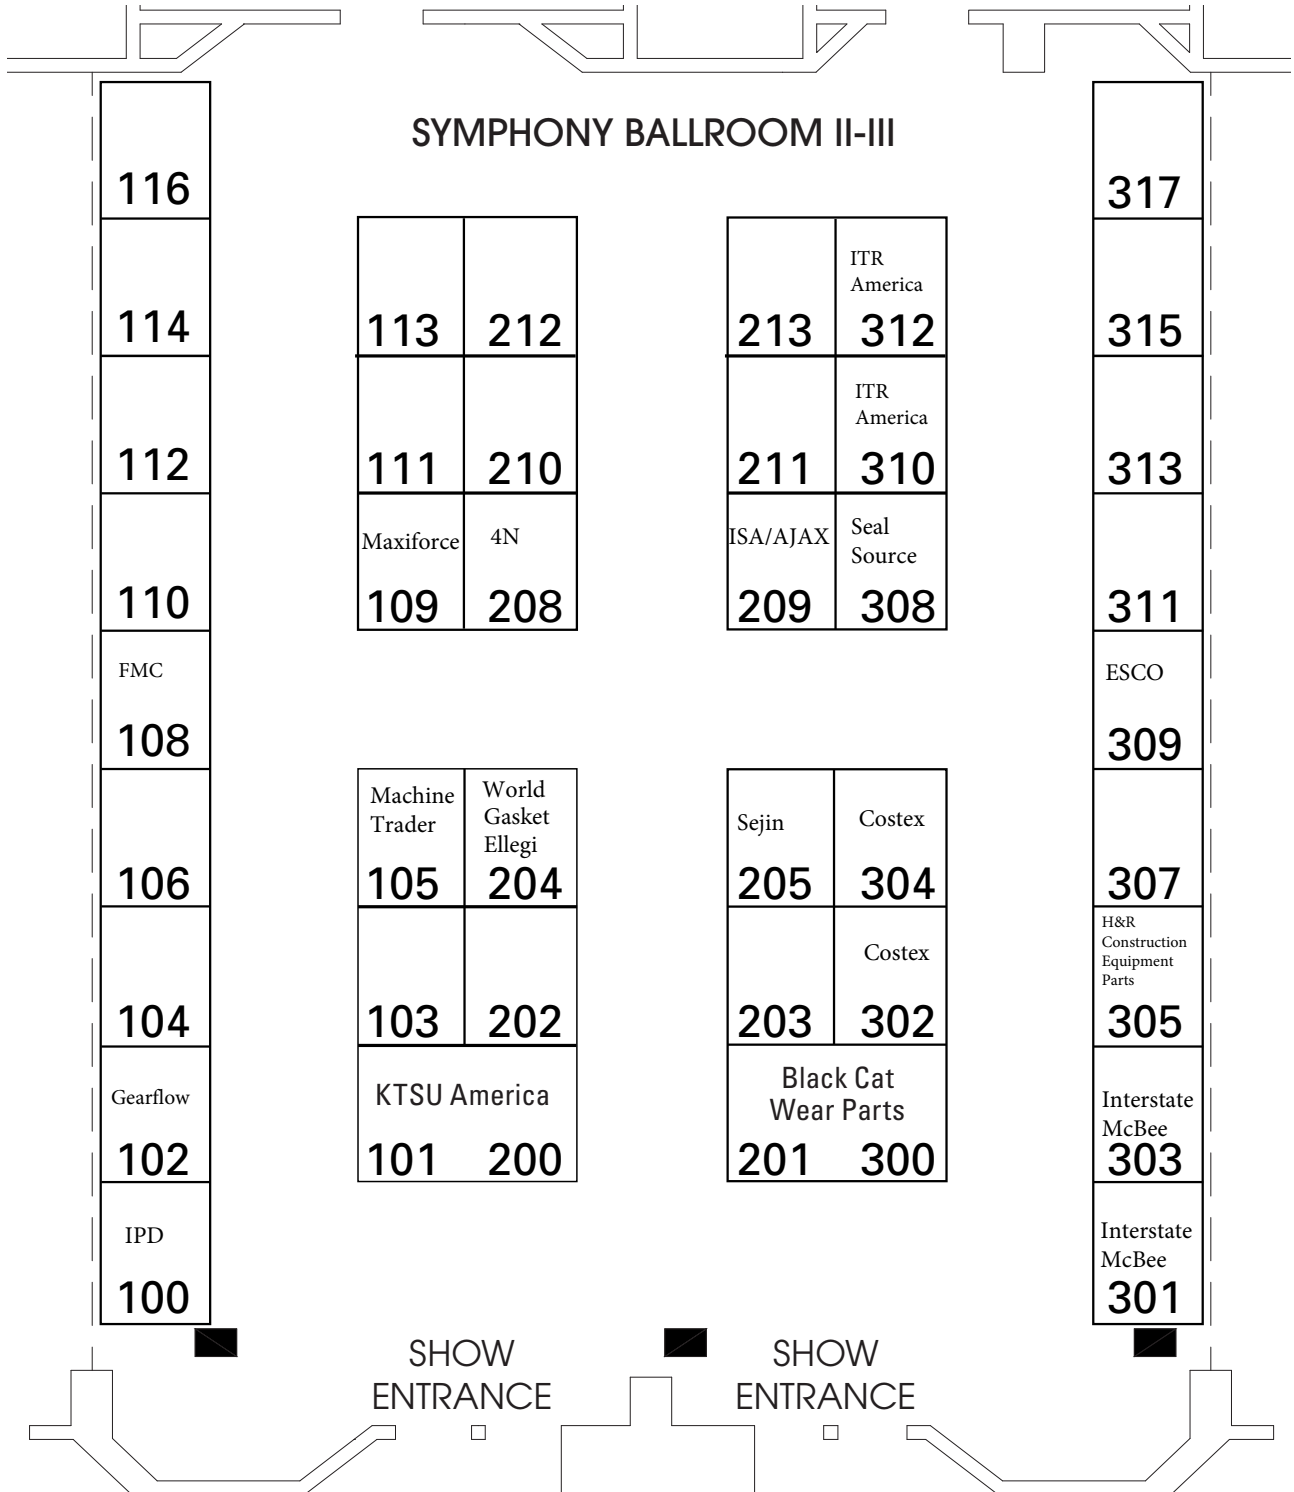 SYMPHONY BALLROOM II-III
116
317
114
113
212
213
ITR
America
312
315
112
111
210
211
ITR
America
310
313
110
Maxiforce
109
4N
208
ISA/AJAX
209
Seal
Source
308
311
FMC
108
ESCO
309
106
Machine
Trader
105
World
Gasket
Ellegi
204
Sejin
205
Costex
304
307
104
103
202
203
Costex
302
H&R
Construction
Equipment
Parts
305
Gearflow
102
KTSU America
101 200
Black Cat
Wear Parts
201 300
Interstate
McBee
303
IPD
100
Interstate
McBee
301
SHOW
ENTRANCE
SHOW
ENTRANCE